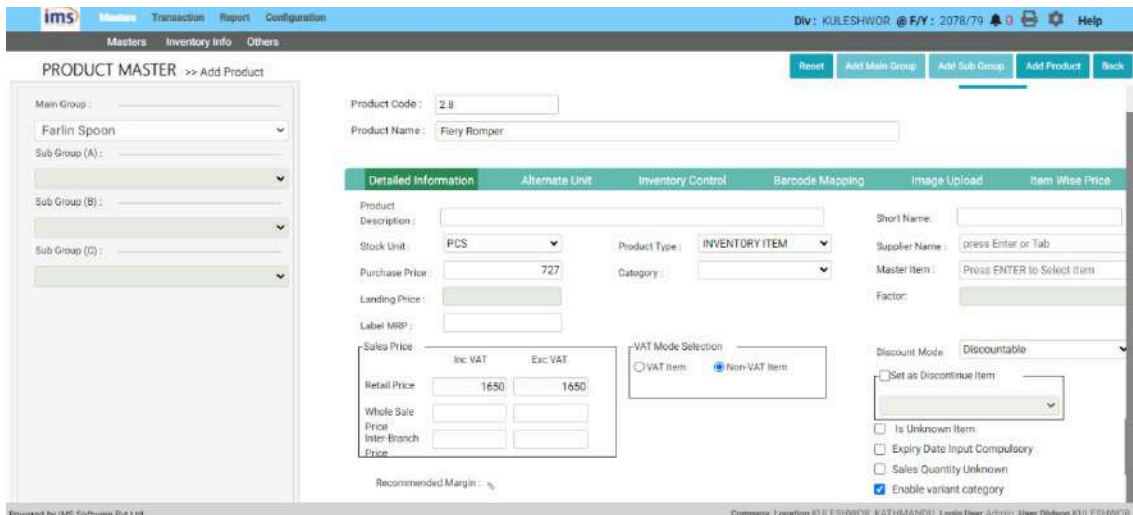 ims Masters Transaction Report Configuration Div : KULESHWOR @ F/Y : 2078/79 0 Help
Masters Inventory Info Others
PRODUCT MASTER >> Add Product Reset Add Main Group Add Sub Group Add Product Back
Main Group :
Farlin Spoon
Sub Group (A) :
Sub Group (B) :
Sub Group (C) :
Product Code : 2.8
Product Name : Fiery Romper
Detailed Information Alternate Unit Inventory Control Barcode Mapping Image Upload Item Wise Price
Product
Description : Short Name:
Stock Unit : PCS Product Type : INVENTORY ITEM Supplier Name : press Enter or Tab
Purchase Price : 727 Category : Master Item : Press ENTER to Select Item
Landing Price : Factor:
Label MRP :
Sales Price VAT Mode Selection Discount Mode Discountable
Inc VAT Exc VAT VAT Item Non-VAT Item
Retail Price 1650 1650 Set as Discontinue Item
Whole Sale
Price
Inter-Branch
Price
Is Unknown Item
Expiry Date Input Compulsory
Sales Quantity Unknown
Recommended Margin : Enable variant category
Powered by IMS Software Pvt Ltd Company Location KULESHWOR, KATHMANDU Login User Admin User Division KULESHWOR